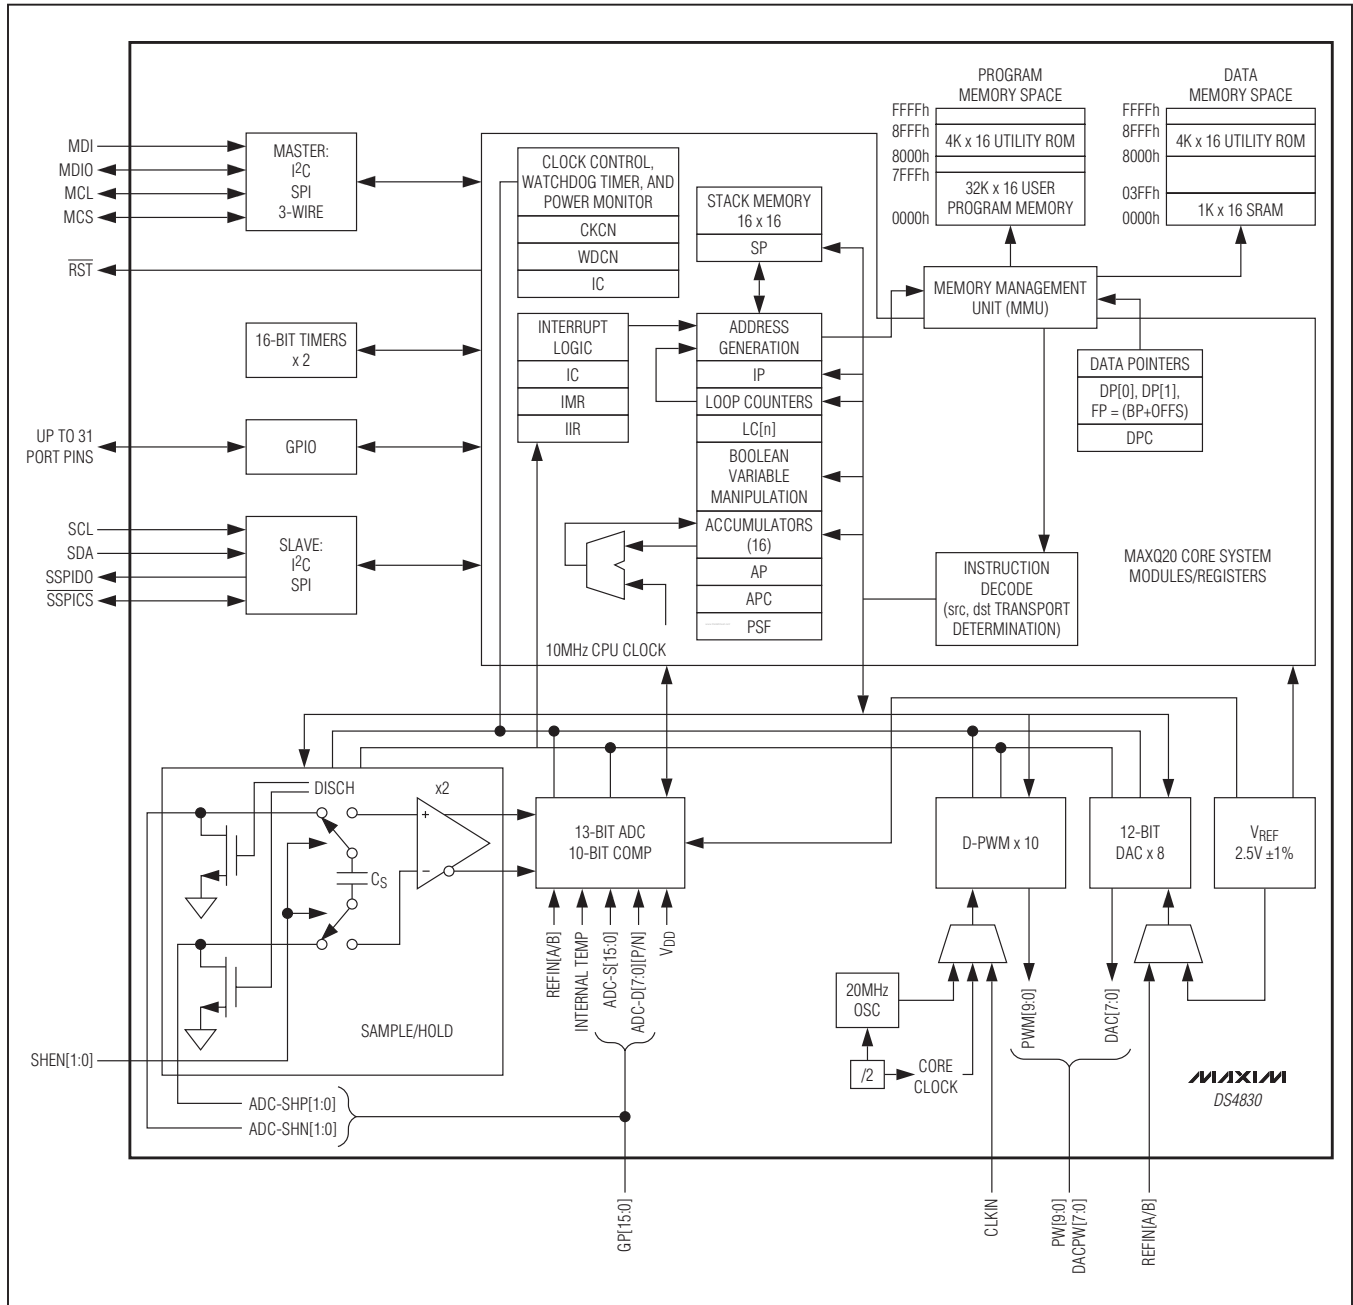 PROGRAM
MEMORY SPACE
FFFFh
8FFFh
4K x 16 UTILITY ROM
8000h
7FFFh
32K x 16 USER
PROGRAM MEMORY
0000h
DATA
MEMORY SPACE
FFFFh
8FFFh
4K x 16 UTILITY ROM
8000h
03FFh
1K x 16 SRAM
0000h
MDI
MDIO
MCL
MCS
MASTER:
I2C
SPI
3-WIRE
RST
CLOCK CONTROL,
WATCHDOG TIMER, AND
POWER MONITOR
CKCN
WDCN
IC
STACK MEMORY
16 x 16
SP
MEMORY MANAGEMENT
UNIT (MMU)
16-BIT TIMERS
x 2
INTERRUPT
LOGIC
IC
IMR
IIR
ADDRESS
GENERATION
IP
LOOP COUNTERS
LC[n]
BOOLEAN
VARIABLE
MANIPULATION
ACCUMULATORS
(16)
AP
APC
PSF
DATA POINTERS
DP[0], DP[1],
FP = (BP+OFFS)
DPC
UP TO 31
PORT PINS
GPIO
SCL
SDA
SSPIDO
SSPICS
SLAVE:
I2C
SPI
10MHz CPU CLOCK
INSTRUCTION
DECODE
(src, dst TRANSPORT
DETERMINATION)
MAXQ20 CORE SYSTEM
MODULES/REGISTERS
DISCH
x2
+
−
CS
SAMPLE/HOLD
13-BIT ADC
10-BIT COMP
D-PWM x 10
12-BIT
DAC x 8
VREF
2.5V ±1%
REFIN[A/B]
INTERNAL TEMP
ADC-S[15:0]
ADC-D[7:0][P/N]
VDD
20MHz
OSC
/2
CORE
CLOCK
PWM[9:0]
DAC[7:0]
SHEN[1:0]
ADC-SHP[1:0]
ADC-SHN[1:0]
MAXIM
DS4830
GP[15:0]
CLKIN
PW[9:0]
DACPW[7:0]
REFIN[A/B]